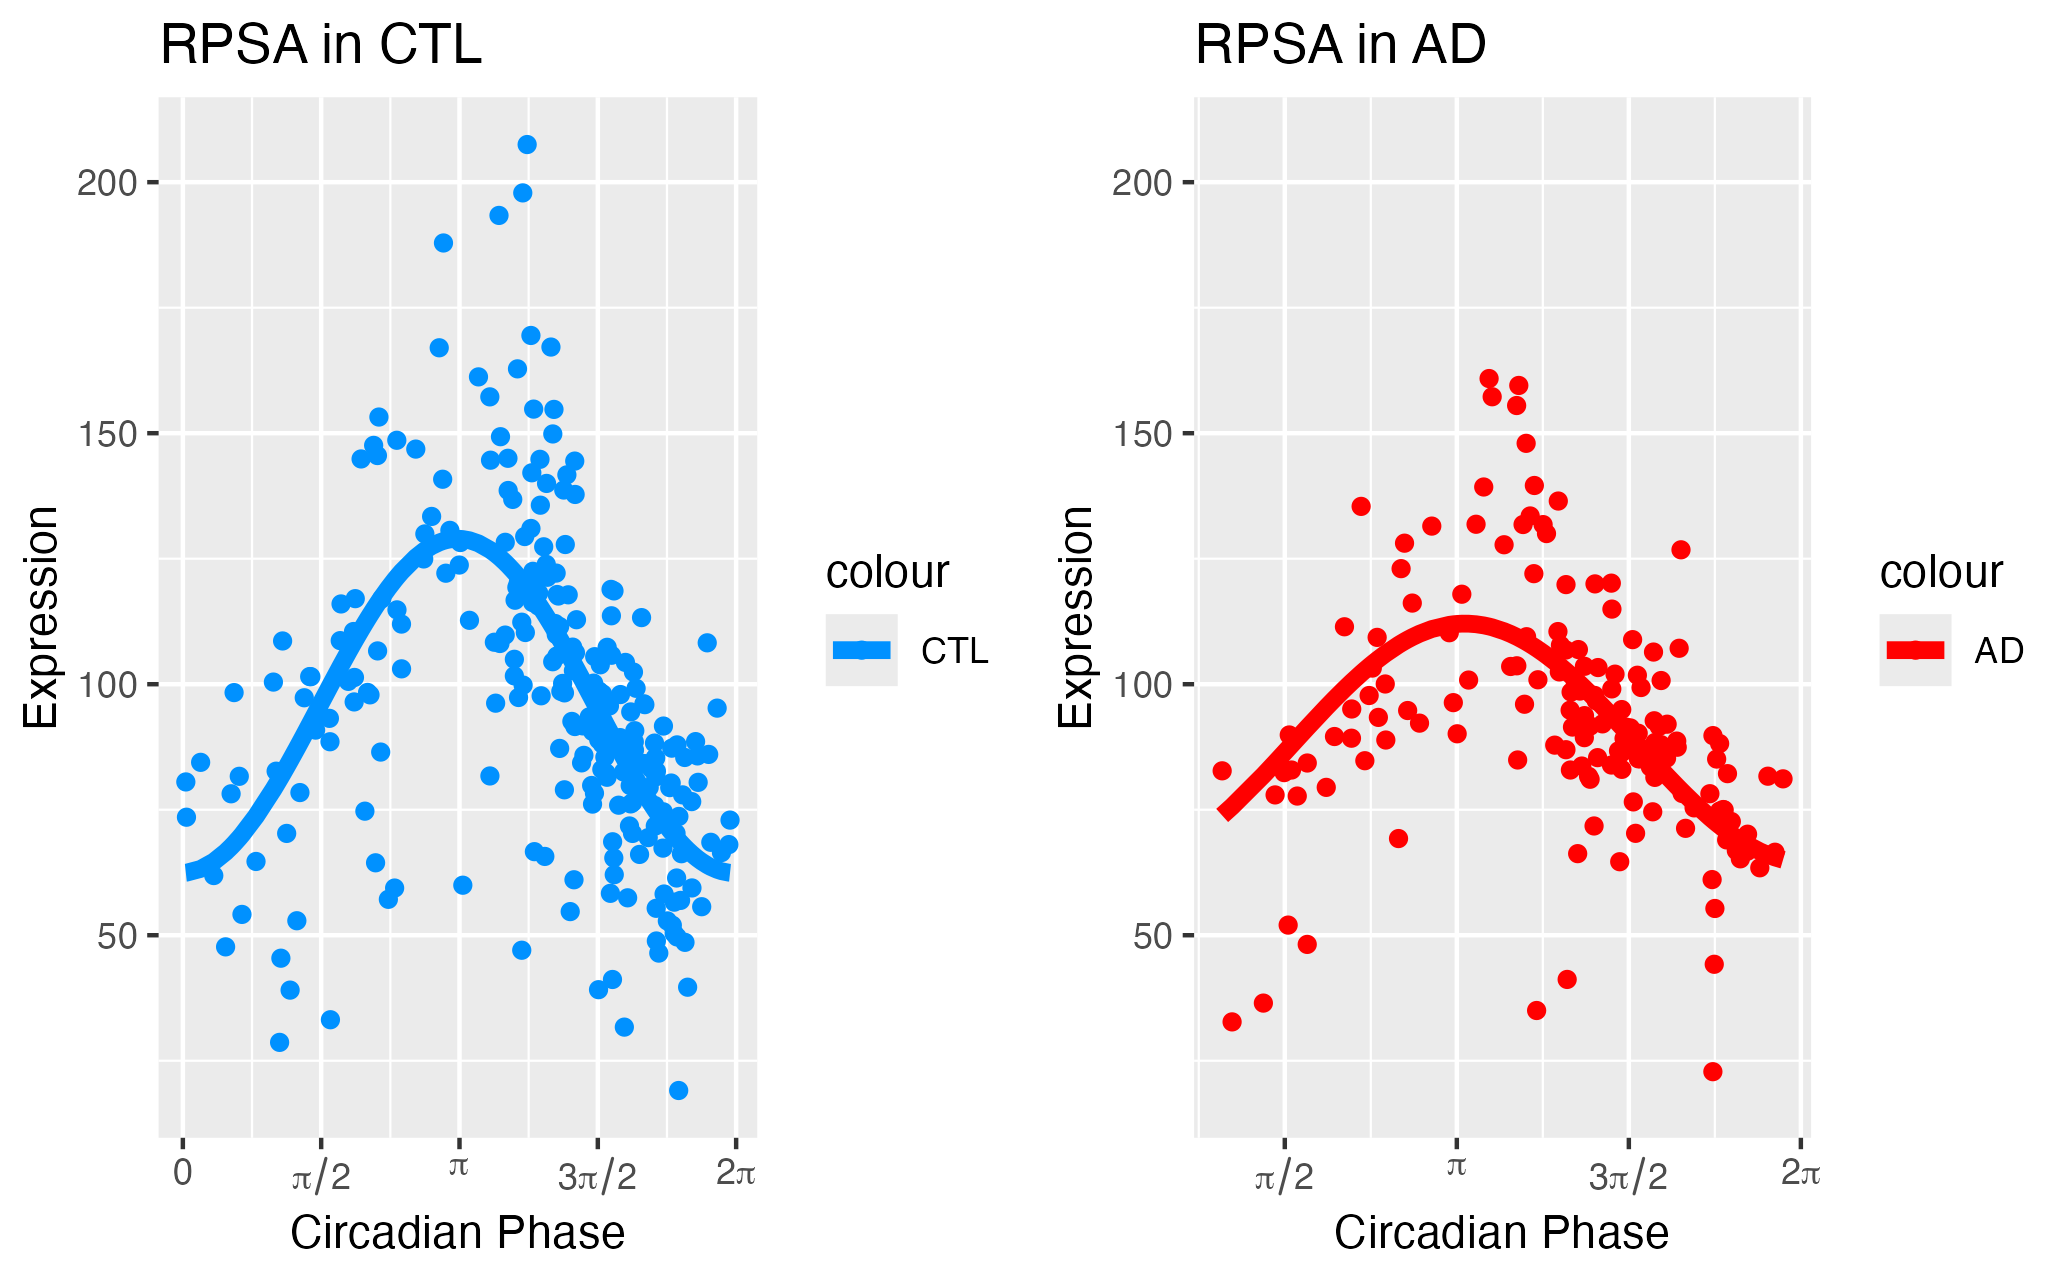 RPSA in CTL
Expression
200
150
100
50
0 π/2 π 3π/2 2π
Circadian Phase
colour
CTL
RPSA in AD
Expression
200
150
100
50
π/2 π 3π/2 2π
Circadian Phase
colour
AD